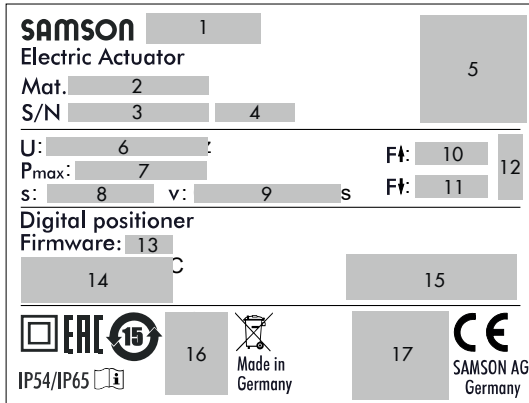 SAMSON 1
Electric Actuator
Mat. 2
S/N 3 4
5
U: 6
Pmax: 7
s: 8 v: 9 s
F 10
F 11
12
Digital positioner
Firmware: 13
14 C
15
EAC 15
IP54/IP65 i
16
Made in
Germany
17
CE
SAMSON AG
Germany